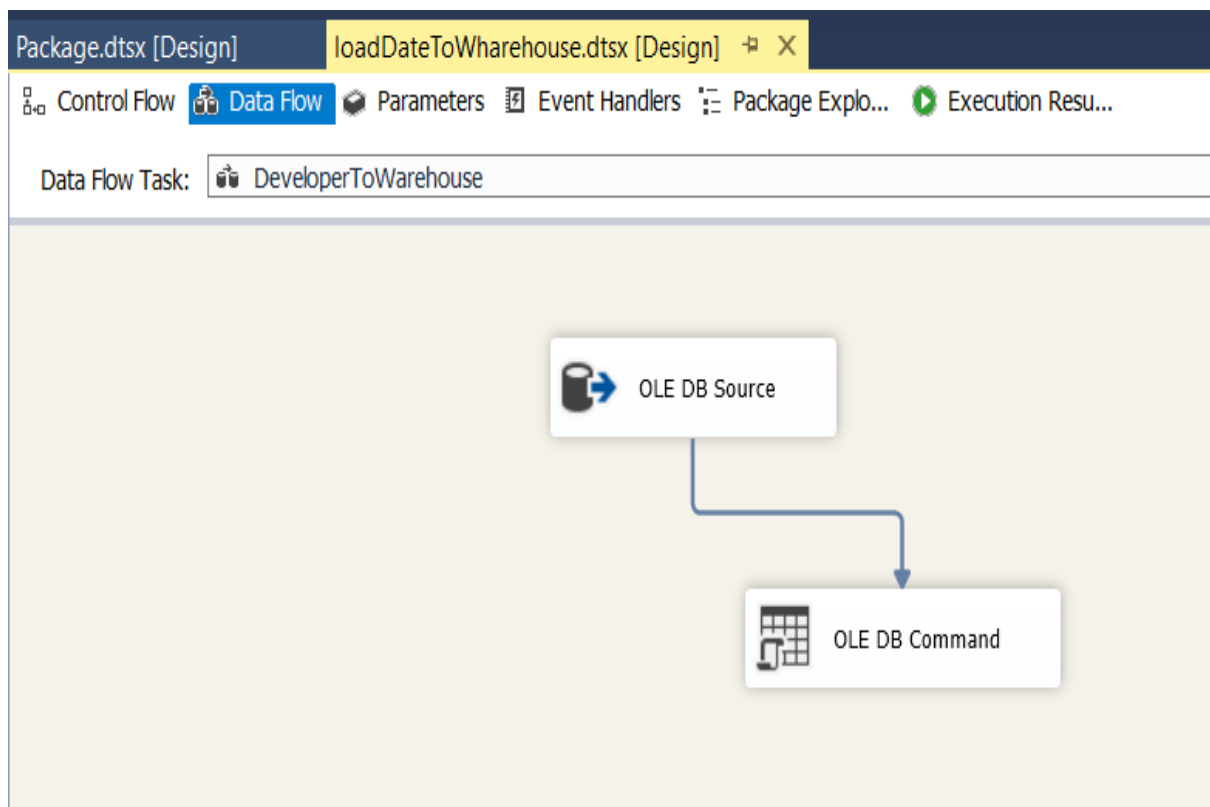 Package.dtsx [Design] loadDateToWharehouse.dtsx [Design]
Control Flow Data Flow Parameters Event Handlers Package Explo... Execution Resu...
Data Flow Task: DeveloperToWarehouse
OLE DB Source
OLE DB Command